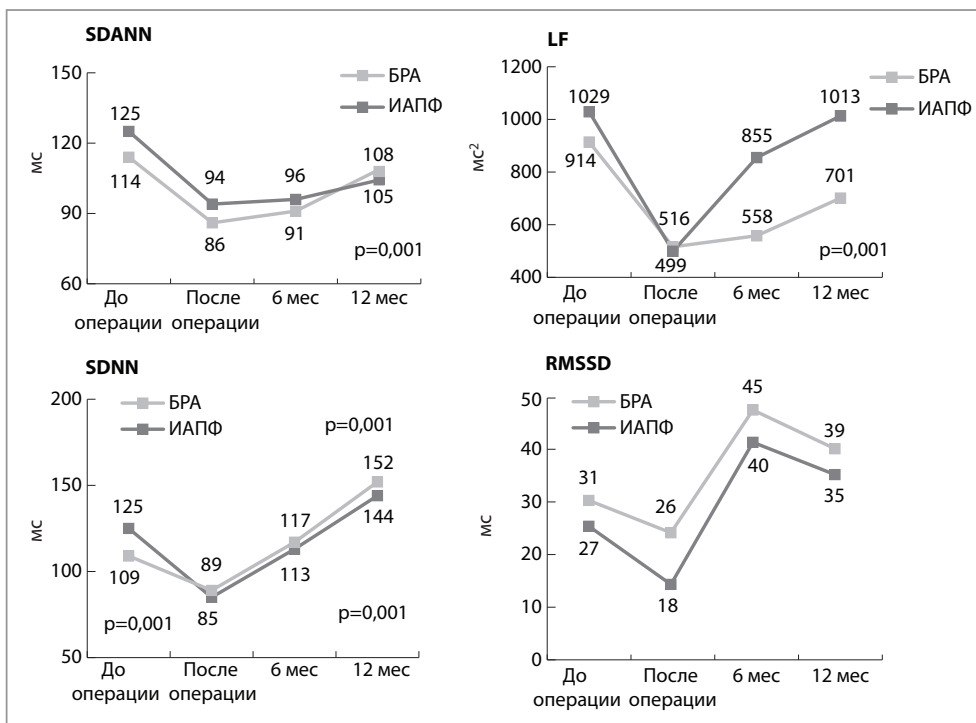 SDANN
150
120
90
60
мс
БРА
ИАПФ
125
114
94
86
96
91
108
105
p=0,001
До операции
После операции
6 мес
12 мес
LF
1200
1000
800
600
400
мс²
БРА
ИАПФ
1029
914
516
499
855
558
1013
701
p=0,001
До операции
После операции
6 мес
12 мес
SDNN
200
150
100
50
мс
БРА
ИАПФ
p=0,001
125
109
89
85
117
113
152
144
p=0,001
p=0,001
До операции
После операции
6 мес
12 мес
RMSSD
50
40
30
20
10
0
мс
БРА
ИАПФ
31
27
26
18
45
40
39
35
До операции
После операции
6 мес
12 мес